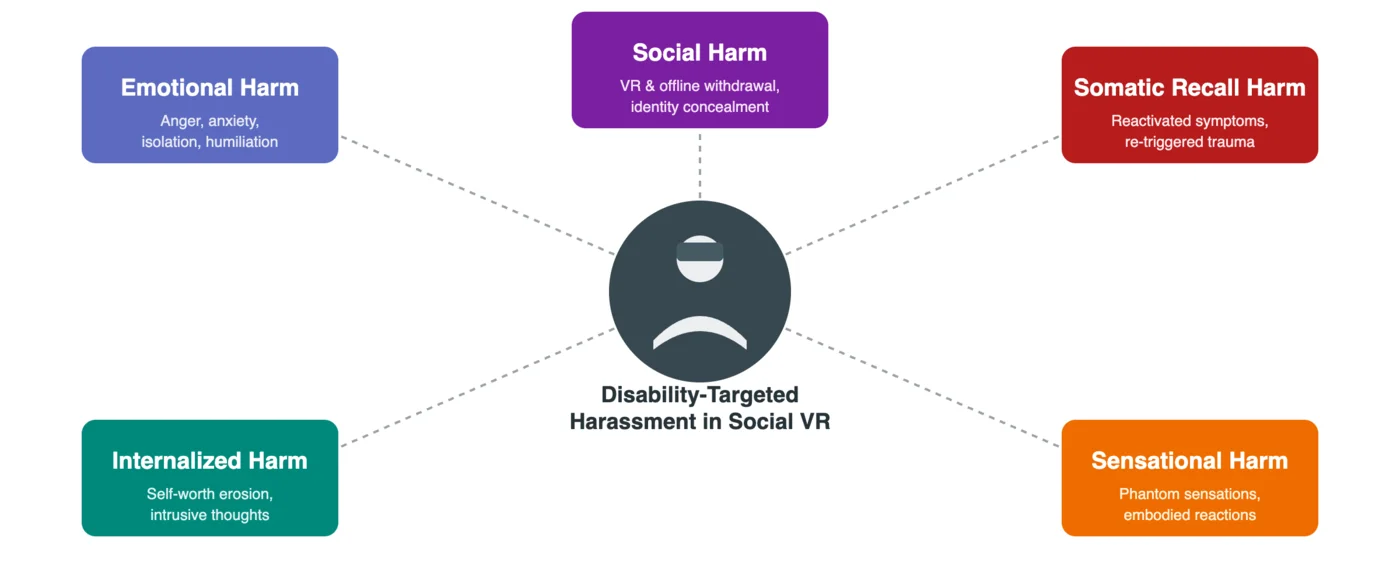 Social Harm
VR & offline withdrawal,
identity concealment
Emotional Harm
Anger, anxiety,
isolation, humiliation
Somatic Recall Harm
Reactivated symptoms,
re-triggered trauma
Disability-Targeted
Harassment in Social VR
Internalized Harm
Self-worth erosion,
intrusive thoughts
Sensational Harm
Phantom sensations,
embodied reactions